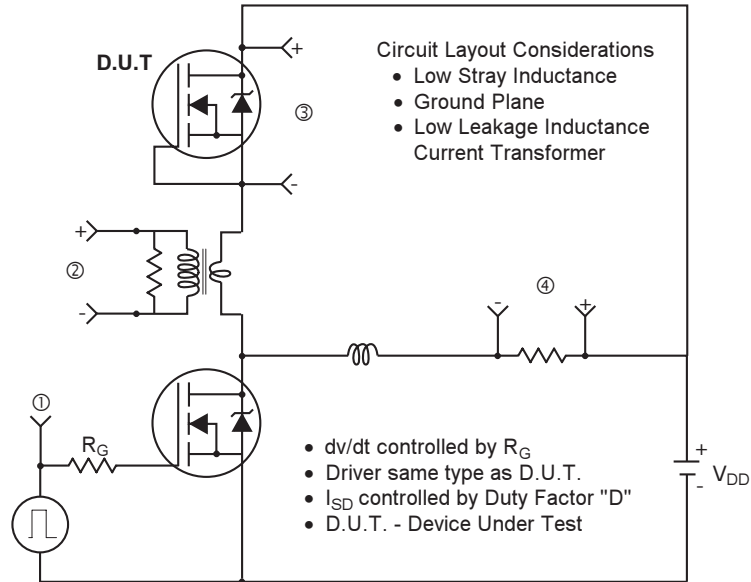 D.U.T
+
③
-
Circuit Layout Considerations
• Low Stray Inductance
• Ground Plane
• Low Leakage Inductance
Current Transformer
+
②
-
④
- +
①
R_G
• dv/dt controlled by R_G
• Driver same type as D.U.T.
• I_SD controlled by Duty Factor "D"
• D.U.T. - Device Under Test
+
V_DD
-